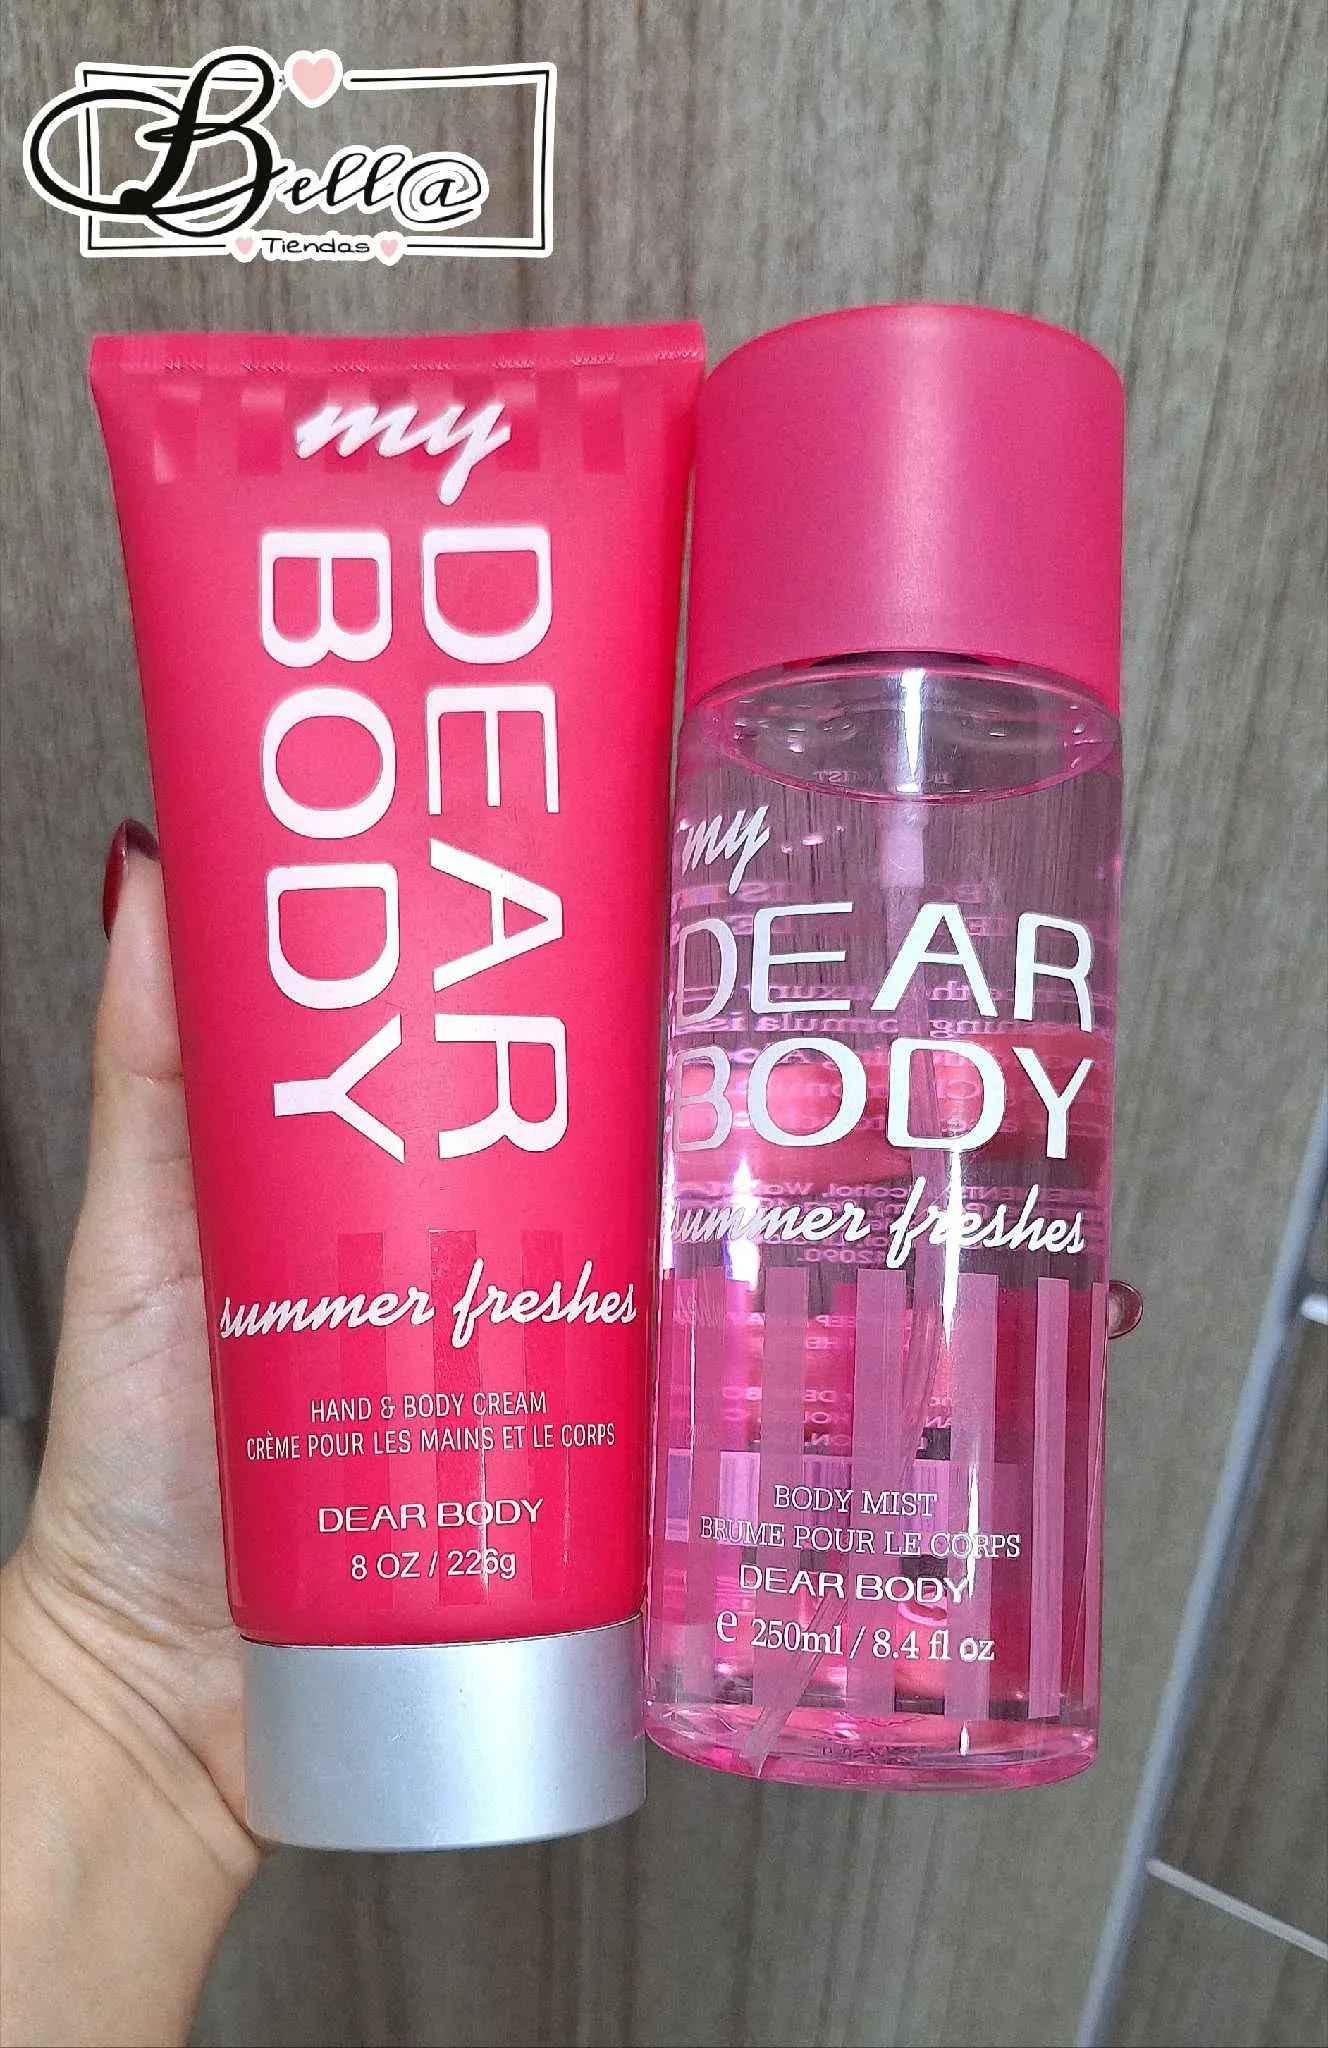 Bell@
Tiendas
my
DEAR
BODY
summer freshes
HAND & BODY CREAM
CRÈME POUR LES MAINS ET LE CORPS
DEAR BODY
8 OZ / 226g
my
DEAR
BODY
summer freshes
BODY MIST
BRUME POUR LE CORPS
DEAR BODY
e 250ml / 8.4 fl oz